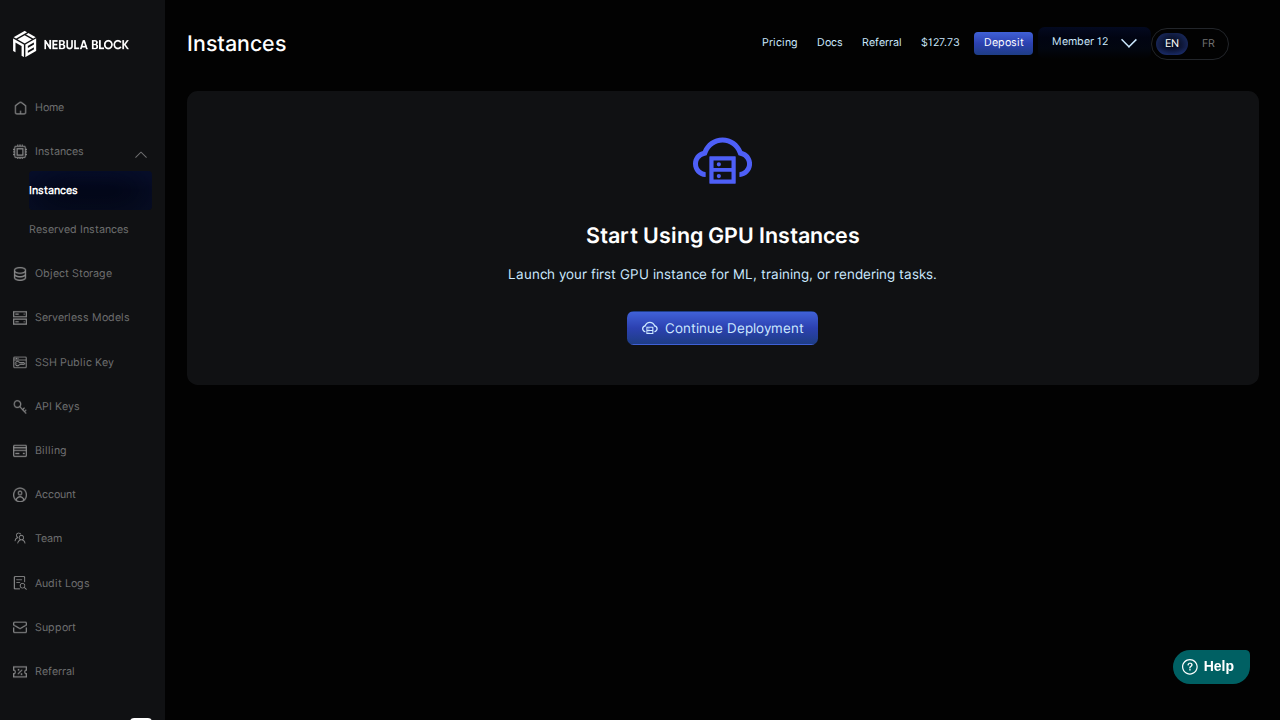 NEBULA BLOCK
Home
Instances
Instances
Reserved Instances
Object Storage
Serverless Models
SSH Public Key
API Keys
Billing
Account
Team
Audit Logs
Support
Referral
Instances
Pricing
Docs
Referral
$127.73
Deposit
Member 12
EN
FR
Start Using GPU Instances
Launch your first GPU instance for ML, training, or rendering tasks.
Continue Deployment
Help